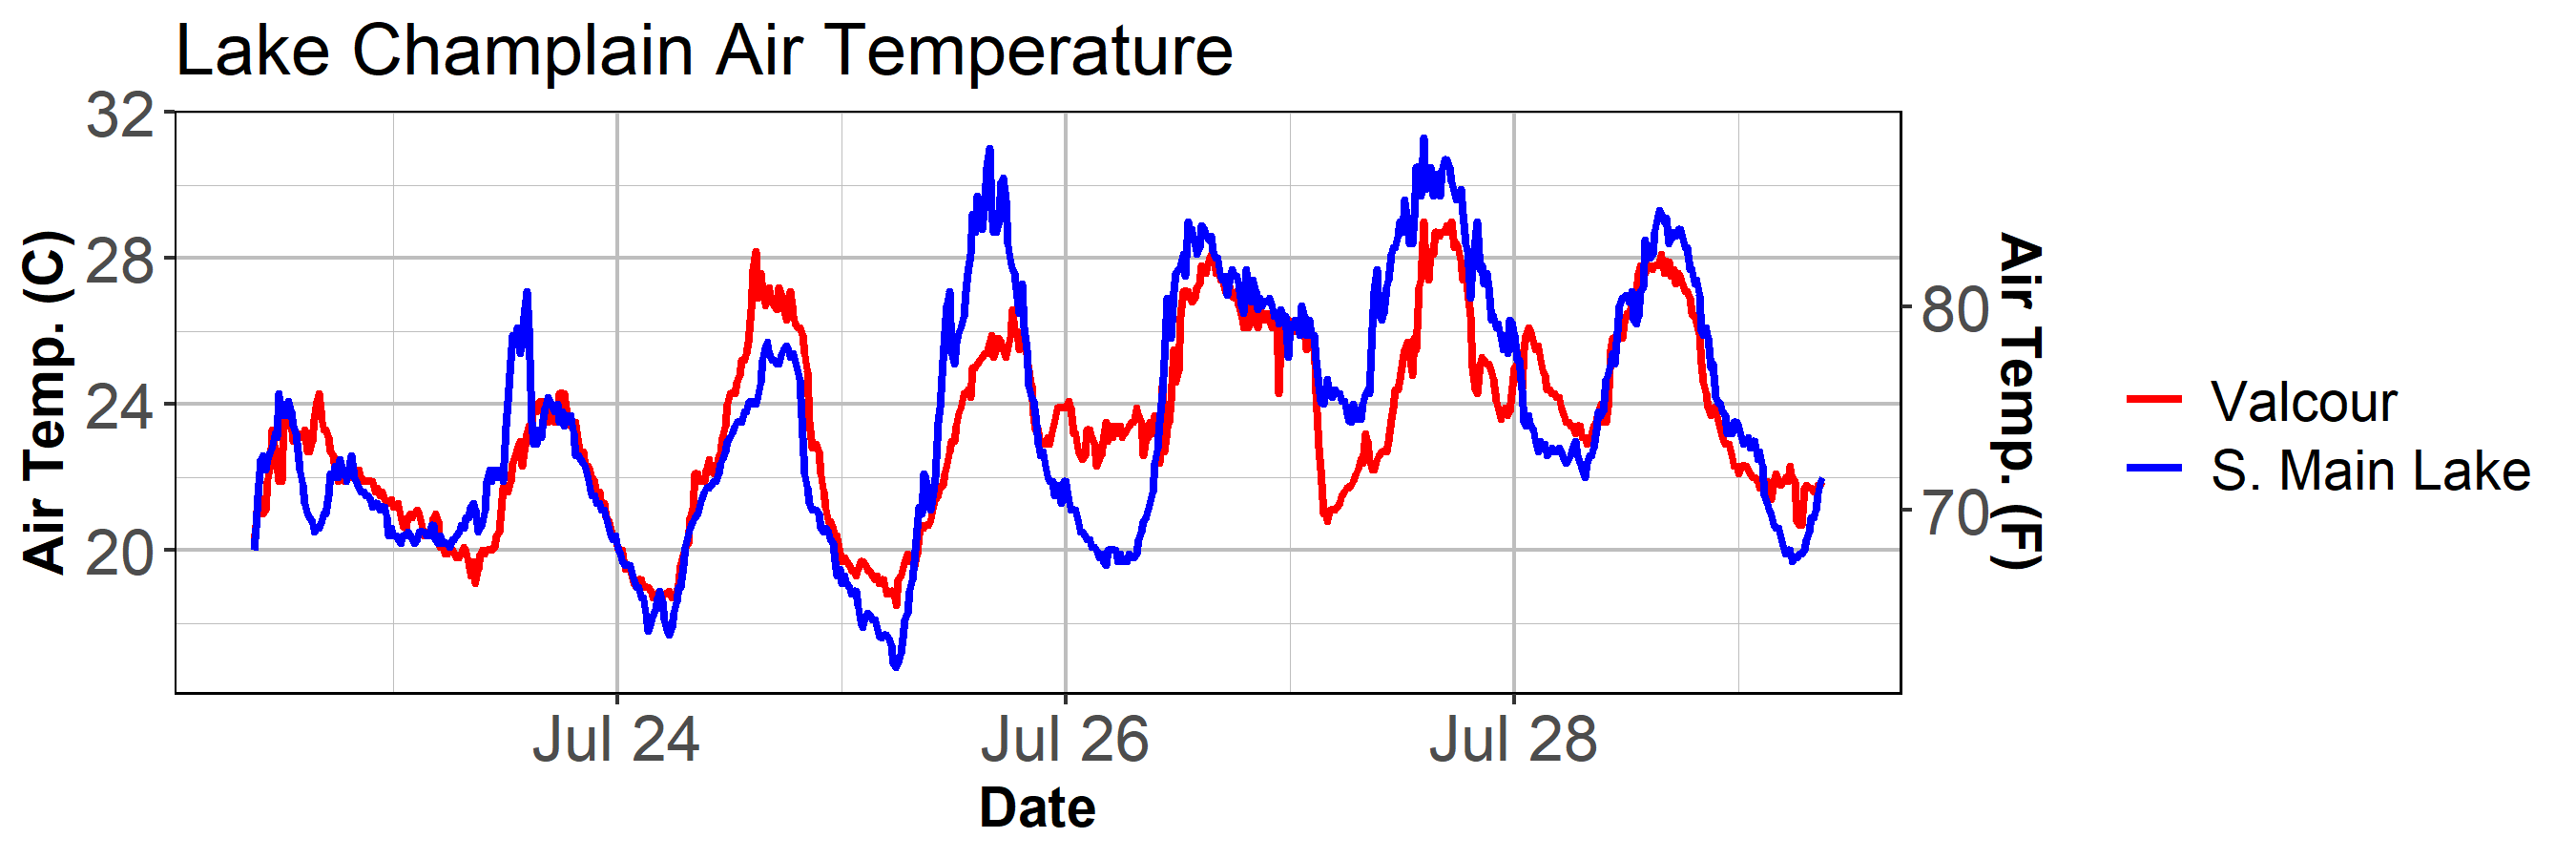 Lake Champlain Air Temperature
Air Temp. (C)
32
28
24
20
Jul 24
Jul 26
Jul 28
Date
80
70
Air Temp. (F)
Valcour
S. Main Lake